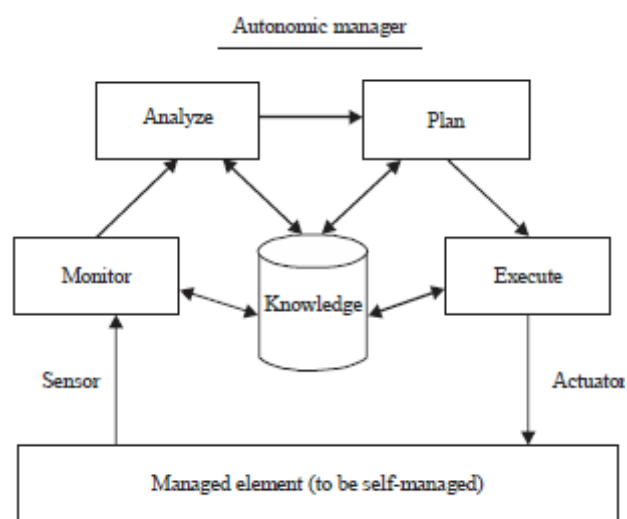 Autonomic manager
Analyze
Plan
Monitor
Knowledge
Execute
Sensor
Actuator
Managed element (to be self-managed)